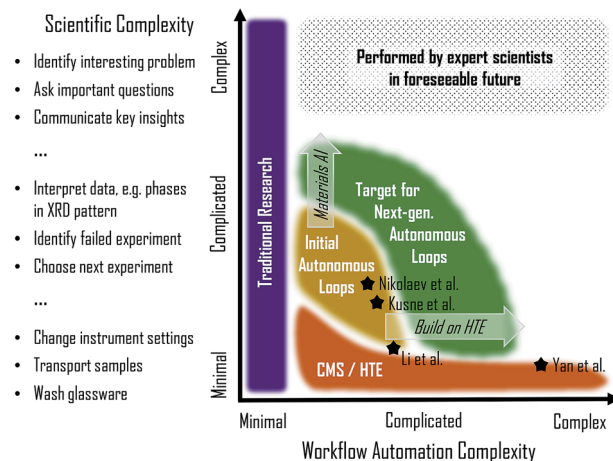 Scientific Complexity
• Identify interesting problem
• Ask important questions
• Communicate key insights
...
• Interpret data, e.g. phases
in XRD pattern
• Identify failed experiment
• Choose next experiment
...
• Change instrument settings
• Transport samples
• Wash glassware
Complex
Complicated
Minimal
Traditional Research
Performed by expert scientists
in foreseeable future
Materials AI
Target for
Next-gen.
Autonomous
Loops
Initial
Autonomous
Loops
Nikolaev et al.
Kusne et al.
Build on HTE
Li et al.
CMS / HTE
Yan et al.
Minimal
Complicated
Complex
Workflow Automation Complexity